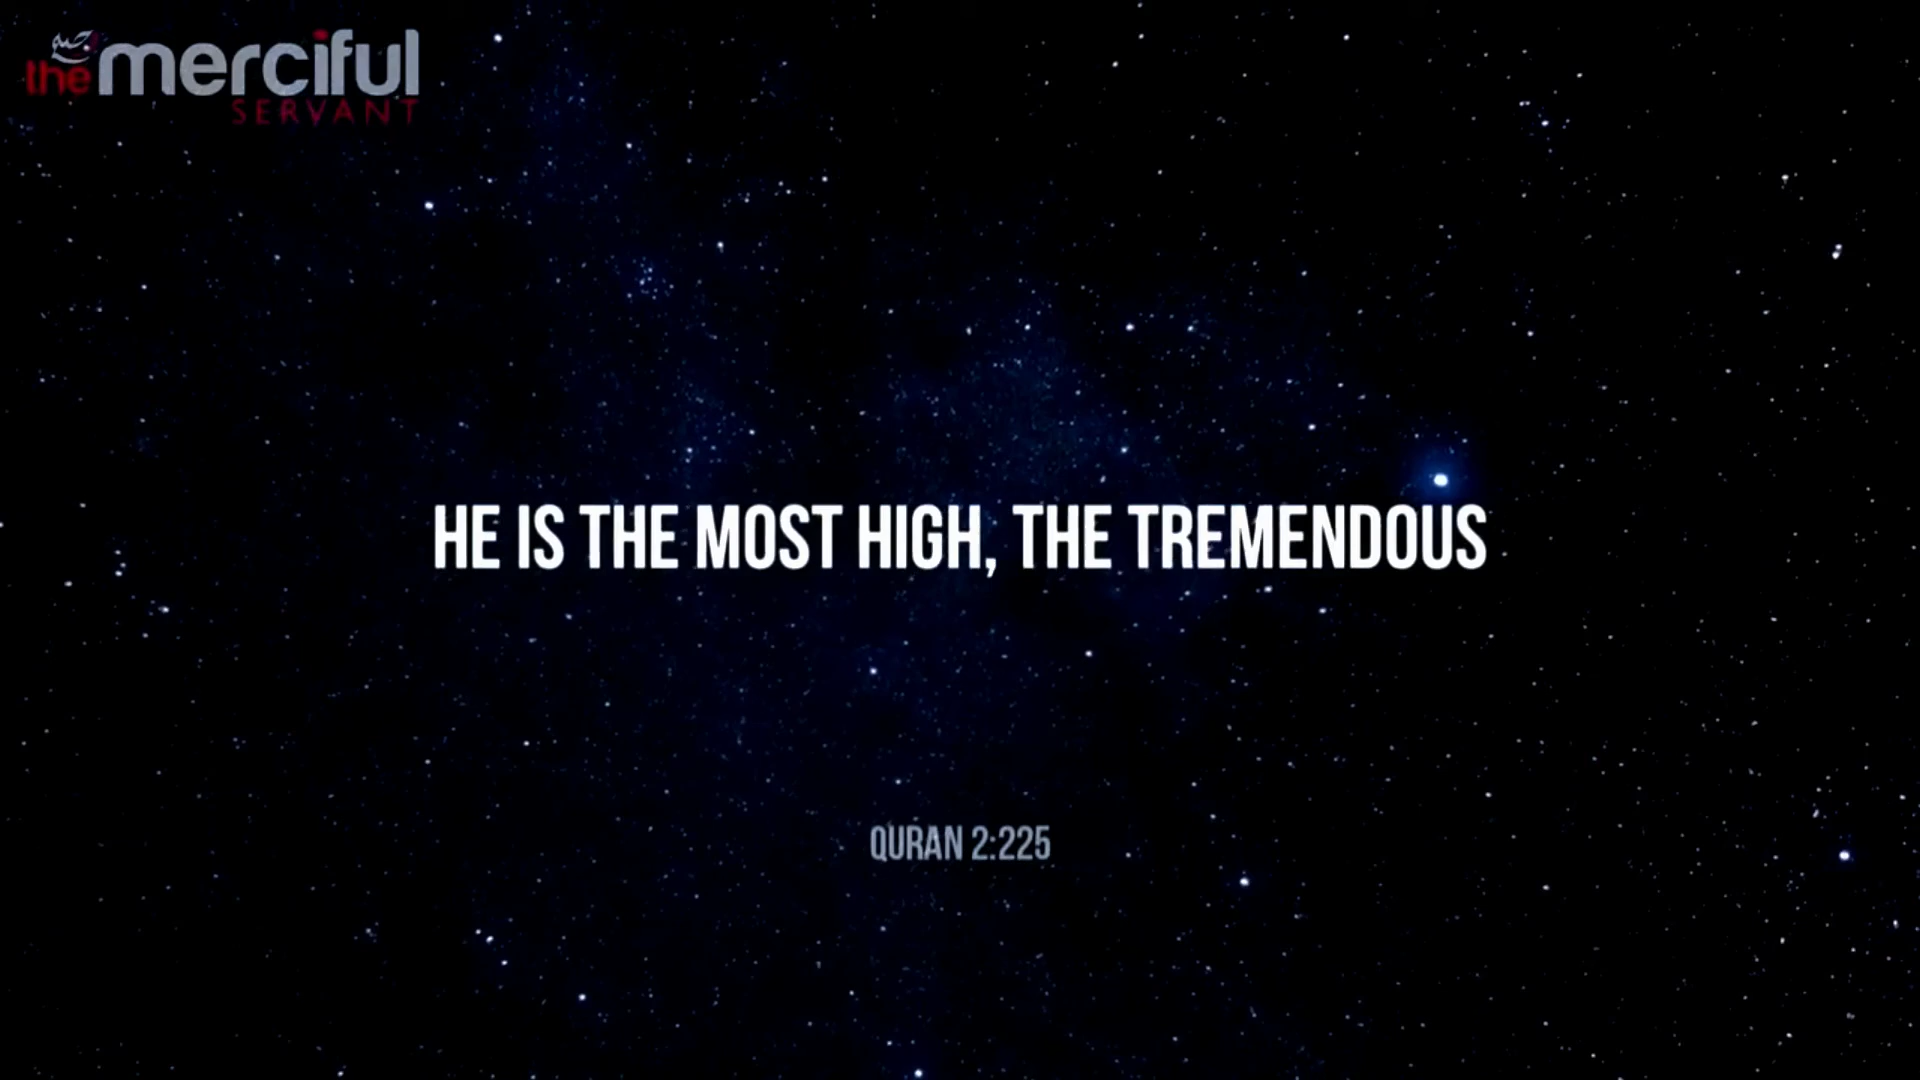 the merciful
SERVANT
HE IS THE MOST HIGH, THE TREMENDOUS
QURAN 2:225